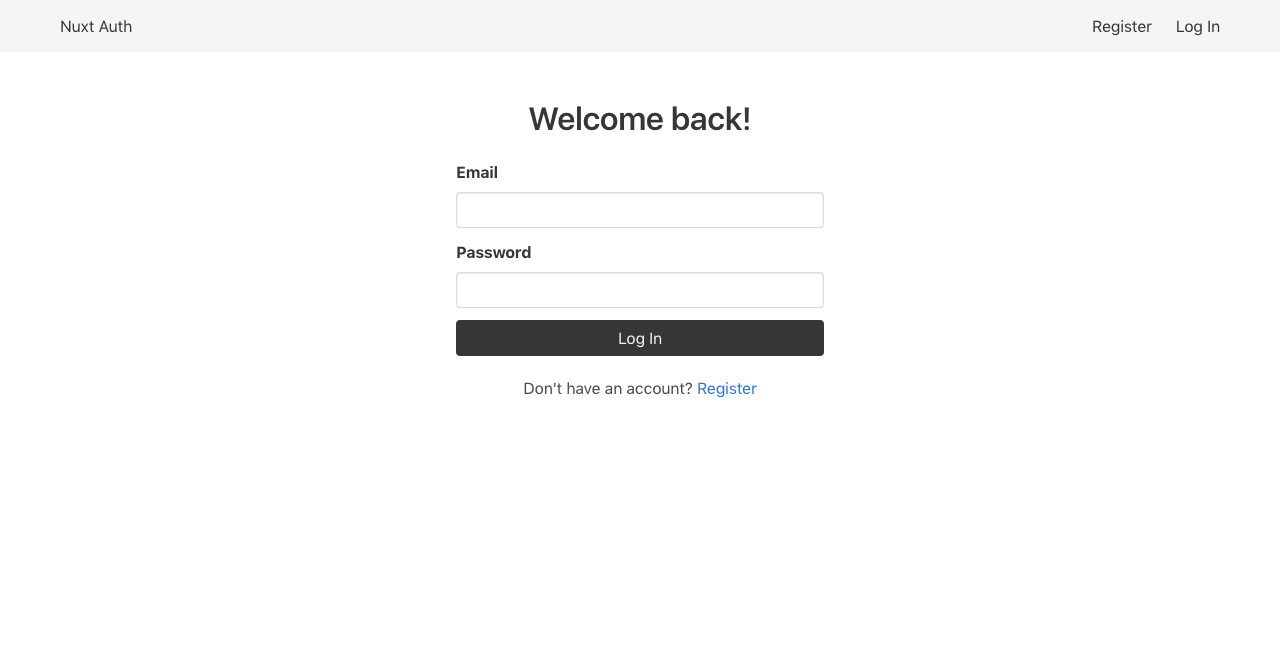 Nuxt Auth Register Log In
Welcome back!
Email
Password
Log In
Don't have an account? Register